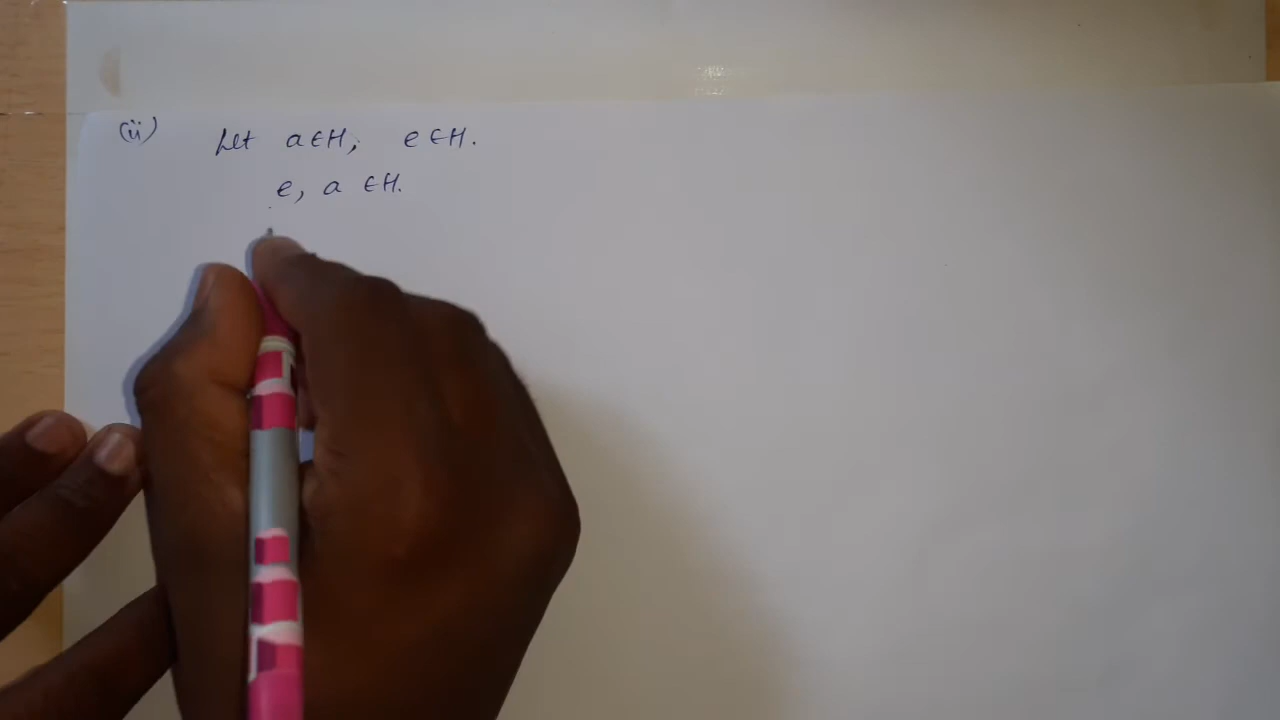 (ii) Let a∈H, e∈H.
e, a ∈H.